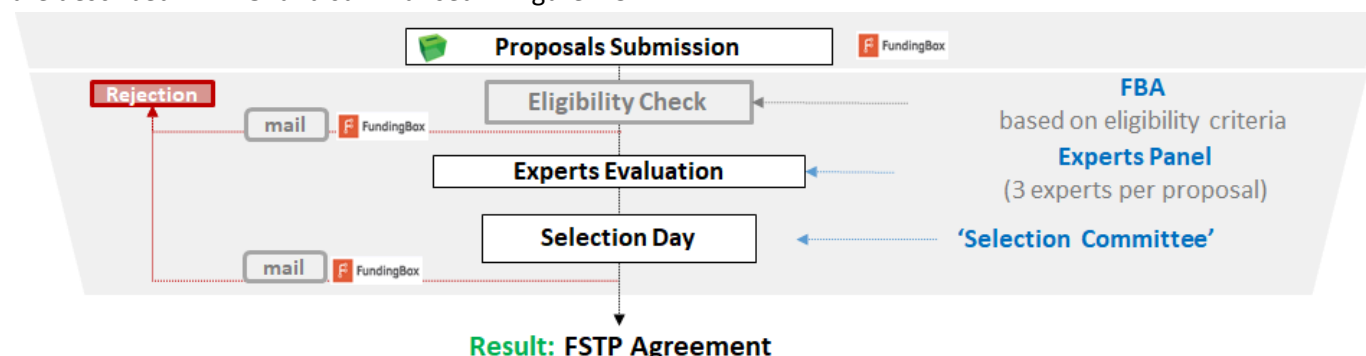 Proposals Submission
FundingBox
Rejection
Eligibility Check
FBA
based on eligibility criteria
mail
FundingBox
Experts Evaluation
Experts Panel
(3 experts per proposal)
Selection Day
‘Selection Committee’
mail
FundingBox
Result: FSTP Agreement